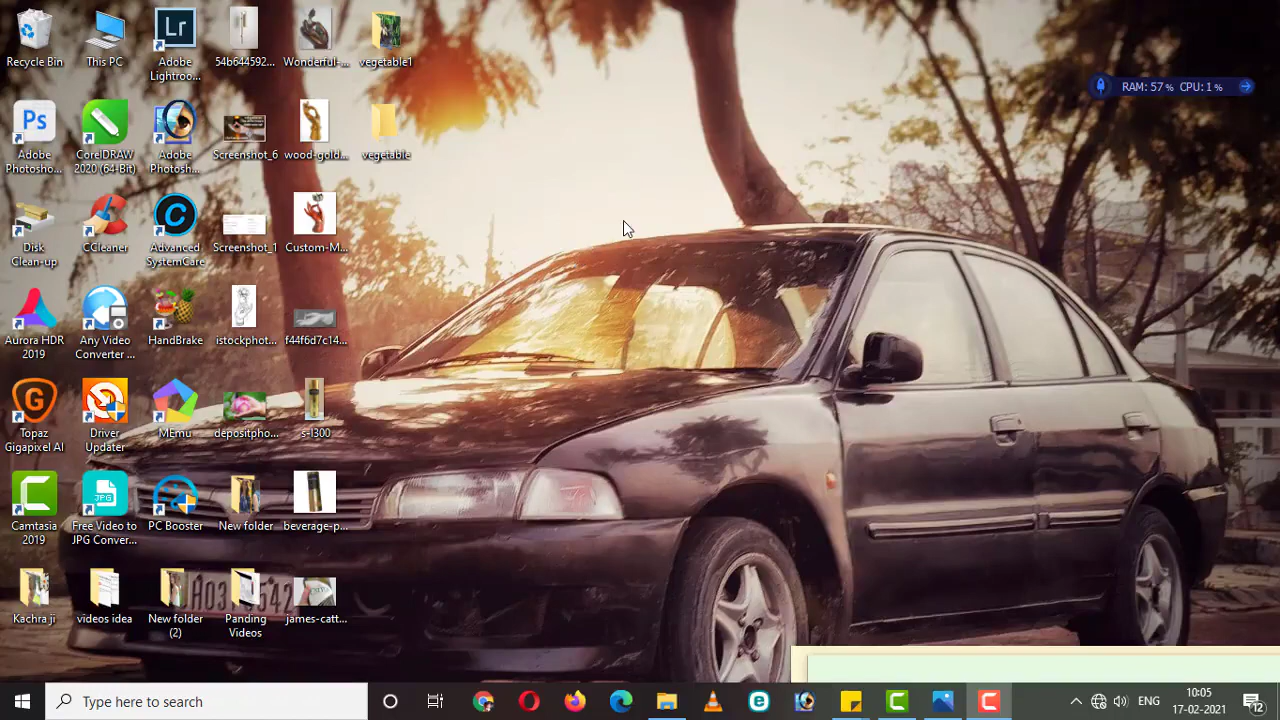 Recycle Bin
This PC
Lr
Adobe
Lightroo...
54b644592...
Wonderful-...
vegetable1
RAM: 57 % CPU: 1 %
Ps
Adobe
Photosho...
CorelDRAW
2020 (64-Bit)
Adobe
Photosh...
Screenshot_6
wood-gold...
vegetable
Disk
Clean-up
CCleaner
C
Advanced
SystemCare
Screenshot_1
Custom-M...
Aurora HDR
2019
Any Video
Converter ...
HandBrake
istockphot...
f44f6d7c14...
G
Topaz
Gigapixel AI
Driver
Updater
MEmu
depositpho...
s-l300
Camtasia
2019
JPG
Free Video to
JPG Conver...
PC Booster
New folder
beverage-p...
Kachra ji
videos idea
New folder
(2)
Panding
Videos
james-catt...
Type here to search
ENG
10:05
17-02-2021
12